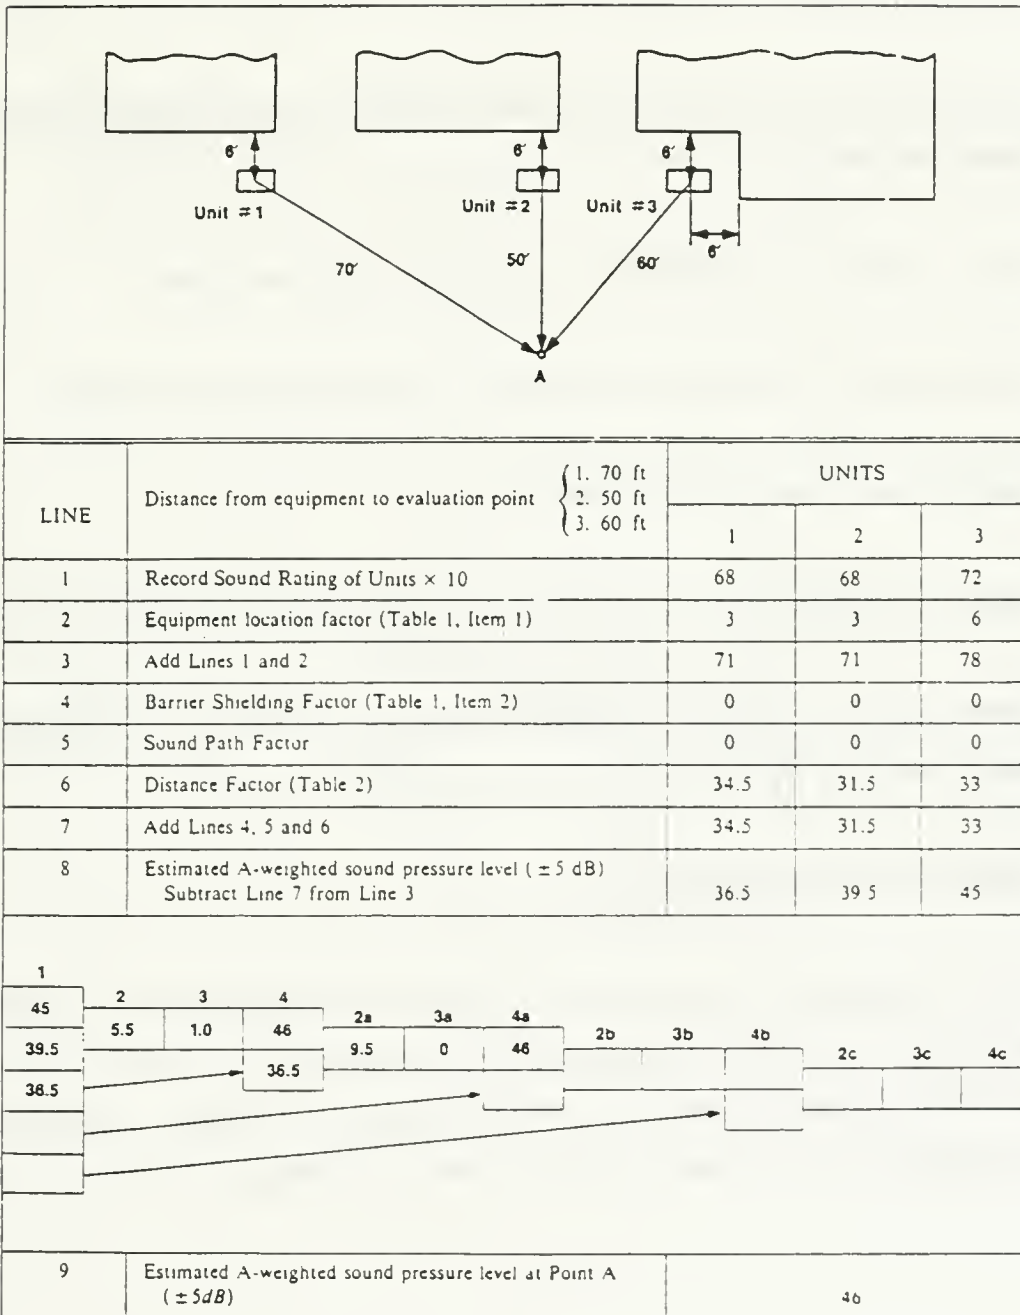 6′ 6′ 6′
Unit #1 Unit #2 Unit #3
6′
70′ 50′ 60′
A
LINE
Distance from equipment to evaluation point { 1. 70 ft
2. 50 ft
3. 60 ft
UNITS
1 2 3
1 Record Sound Rating of Units × 10 68 68 72
2 Equipment location factor (Table 1, Item 1) 3 3 6
3 Add Lines 1 and 2 71 71 78
4 Barrier Shielding Factor (Table 1, Item 2) 0 0 0
5 Sound Path Factor 0 0 0
6 Distance Factor (Table 2) 34.5 31.5 33
7 Add Lines 4, 5 and 6 34.5 31.5 33
8 Estimated A-weighted sound pressure level (±5 dB)
Subtract Line 7 from Line 3 36.5 39 5 45
1
45 2 3 4
5.5 1.0 46 2a 3a 4a
39.5 9.5 0 46 2b 3b 4b
36.5 2c 3c 4c
36.5
9 Estimated A-weighted sound pressure level at Point A
(±5dB) 46